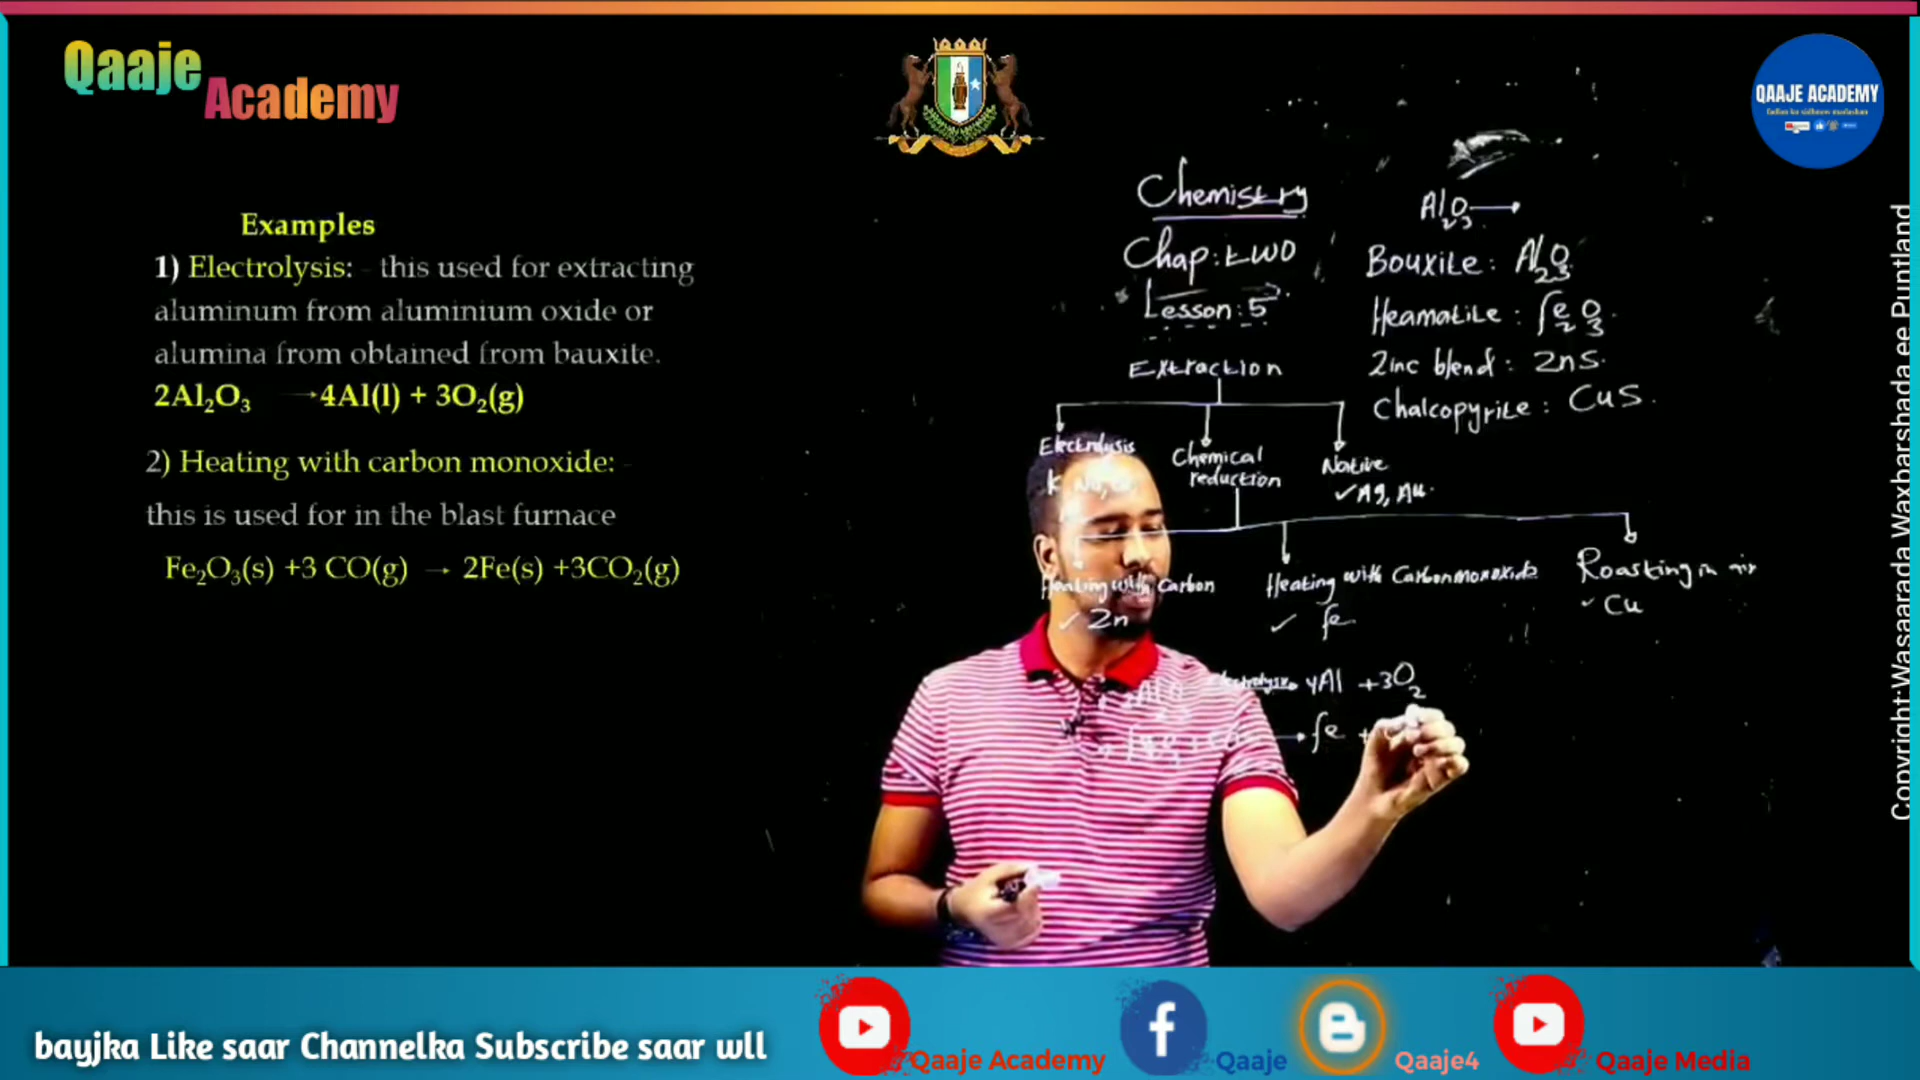 Qaaje
Academy
QAAJE ACADEMY
Examples
1) Electrolysis: - this used for extracting
aluminum from aluminium oxide or
alumina from obtained from bauxite.
2Al₂O₃ →4Al(l) + 3O₂(g)
2) Heating with carbon monoxide: -
this is used for in the blast furnace
Fe₂O₃(s) +3 CO(g) → 2Fe(s) +3CO₂(g)
Chemistry
Chap: two
Lesson: 5
Extraction
Electrolysis
Chemical
reduction
Native
✓Ag, Au.
Heating with Carbon
✓ Zn
Heating with Carbonmonoxide
✓ fe
Roasting in air
✓ Cu
Al₂O₃ →
Bouxite: Al₂O₃
Heamatite: fe₂O₃.
Zinc blend: ZnS.
Chalcopyrite: CuS.
Electrolysis → 4Al + 3O₂
→ fe +
Copyright:Wasaarada Waxbarshada ee Puntland
bayjka Like saar Channelka Subscribe saar wll
Qaaje Academy
Qaaje
Qaaje4
Qaaje Media